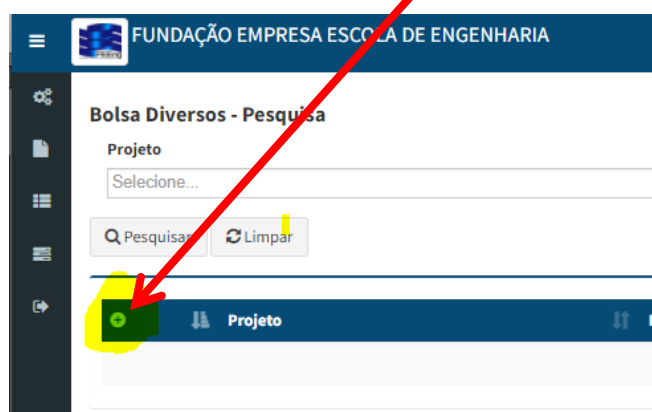 FUNDAÇÃO EMPRESA ESCOLA DE ENGENHARIA
Bolsa Diversos - Pesquisa
Projeto
Selecione...
Pesquisar Limpar
Projeto